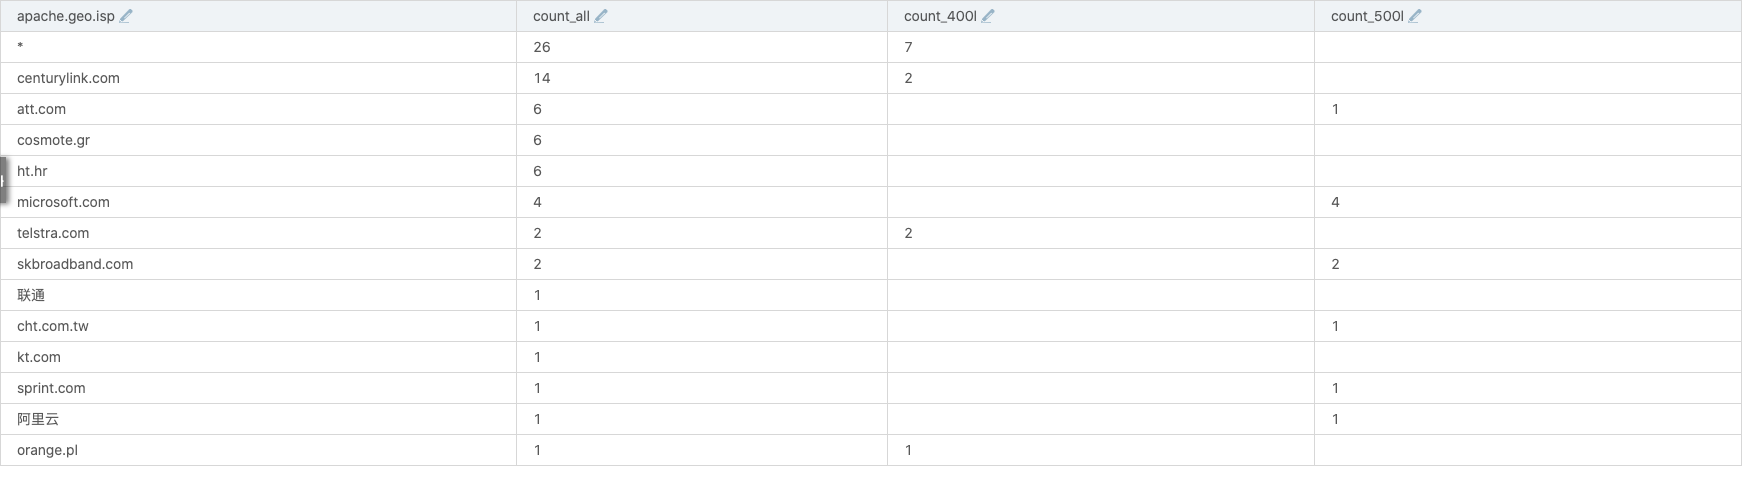 apache.geo.isp count_all count_400l count_500l
* 26 7
centurylink.com 14 2
att.com 6 1
cosmote.gr 6
ht.hr 6
microsoft.com 4 4
telstra.com 2 2
skbroadband.com 2 2
联通 1
cht.com.tw 1 1
kt.com 1
sprint.com 1 1
阿里云 1 1
orange.pl 1 1